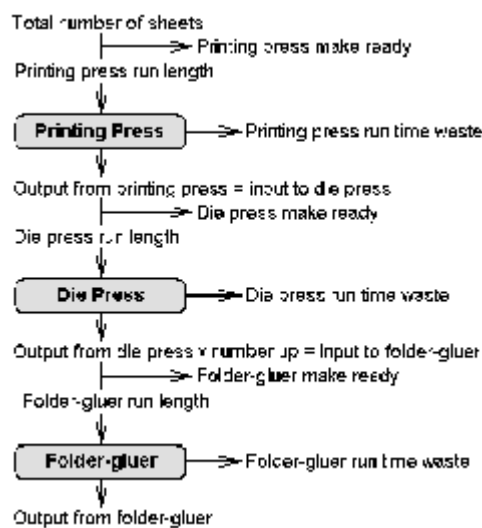 Total number of sheets
Printing press make ready
Printing press run length
Printing Press
Printing press run time waste
Output from printing press = input to die press
Die press make ready
Die press run length
Die Press
Die press run time waste
Output from die press x number up = Input to folder-gluer
Folder-gluer make ready
Folder-gluer run length
Folder-gluer
Folder-gluer run time waste
Output from folder-gluer